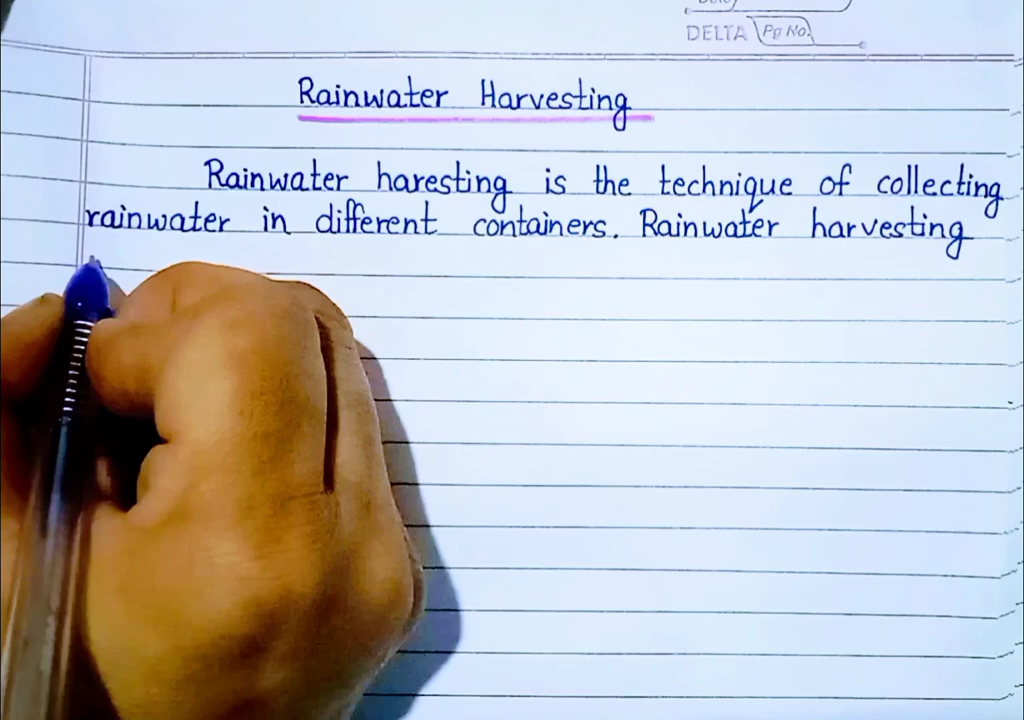 DELTA Pg No.
Rainwater Harvesting
Rainwater haresting is the technique of collecting
rainwater in different containers. Rainwater harvesting